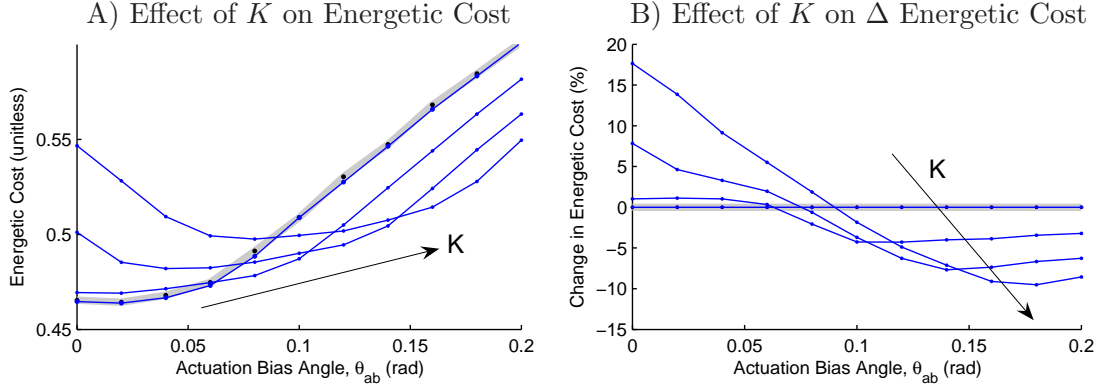 A) Effect of K on Energetic Cost
Energetic Cost (unitless)
0.55
0.5
0.45
K
0 0.05 0.1 0.15 0.2
Actuation Bias Angle, θab (rad)
B) Effect of K on Δ Energetic Cost
Change in Energetic Cost (%)
20
15
10
5
0
−5
−10
−15
K
0 0.05 0.1 0.15 0.2
Actuation Bias Angle, θab (rad)